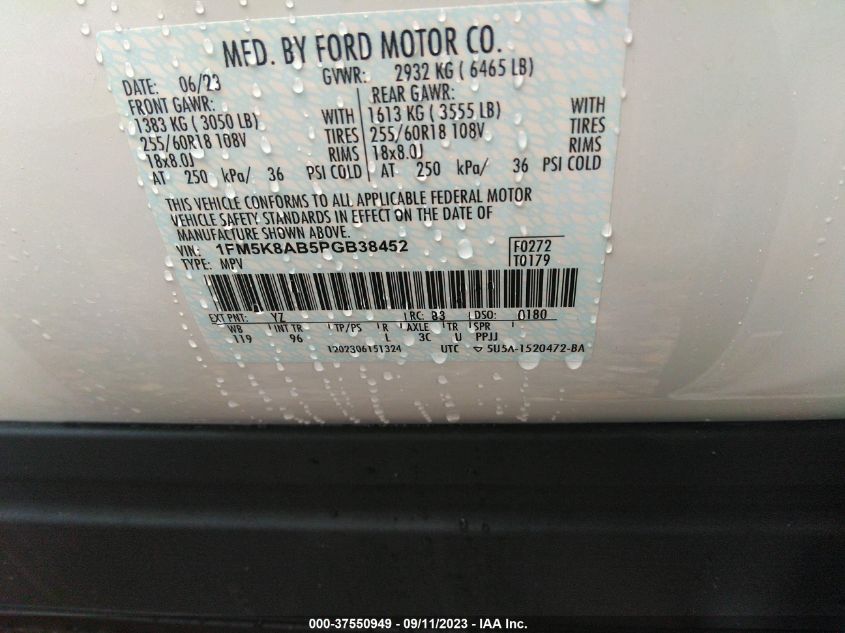 MFD. BY FORD MOTOR CO.
DATE: 06/23 GVWR: 2932 KG ( 6465 LB)
FRONT GAWR: REAR GAWR:
1383 KG ( 3050 LB) WITH 1613 KG ( 3555 LB) WITH
255/60R18 108V TIRES 255/60R18 108V TIRES
18x8.0J RIMS 18x8.0J RIMS
AT 250 kPa/ 36 PSI COLD AT 250 kPa/ 36 PSI COLD
THIS VEHICLE CONFORMS TO ALL APPLICABLE FEDERAL MOTOR
VEHICLE SAFETY STANDARDS IN EFFECT ON THE DATE OF
MANUFACTURE SHOWN ABOVE.
VIN: 1FM5K8AB5PGB38452 F0272
TYPE: MPV T0179
EXT PNT: YZ RC: 83 DSO: 0180
WB INT TR TP/PS R AXLE TR SPR
119 96 L 3C U PPJJ
1202306151324 UTC ▽ 5U5A-1520472-BA
000-37550949 - 09/11/2023 - IAA Inc.